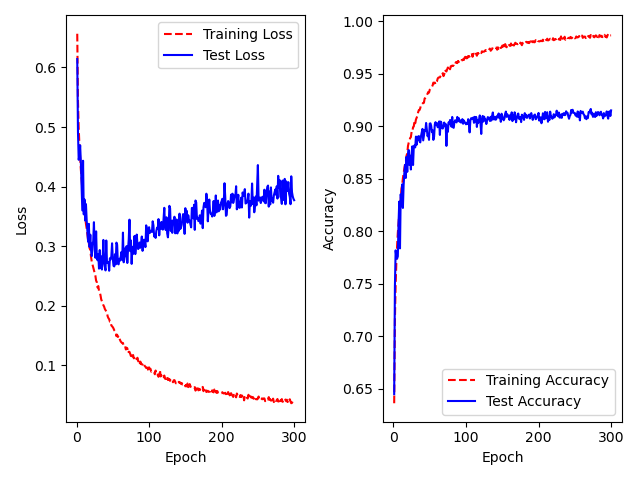 Training Loss
Test Loss
Loss
0.6
0.5
0.4
0.3
0.2
0.1
0 100 200 300
Epoch
Accuracy
1.00
0.95
0.90
0.85
0.80
0.75
0.70
0.65
Training Accuracy
Test Accuracy
0 100 200 300
Epoch